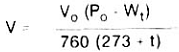 V = V₀ (P₀ - Wₜ)
760 (273 + t)